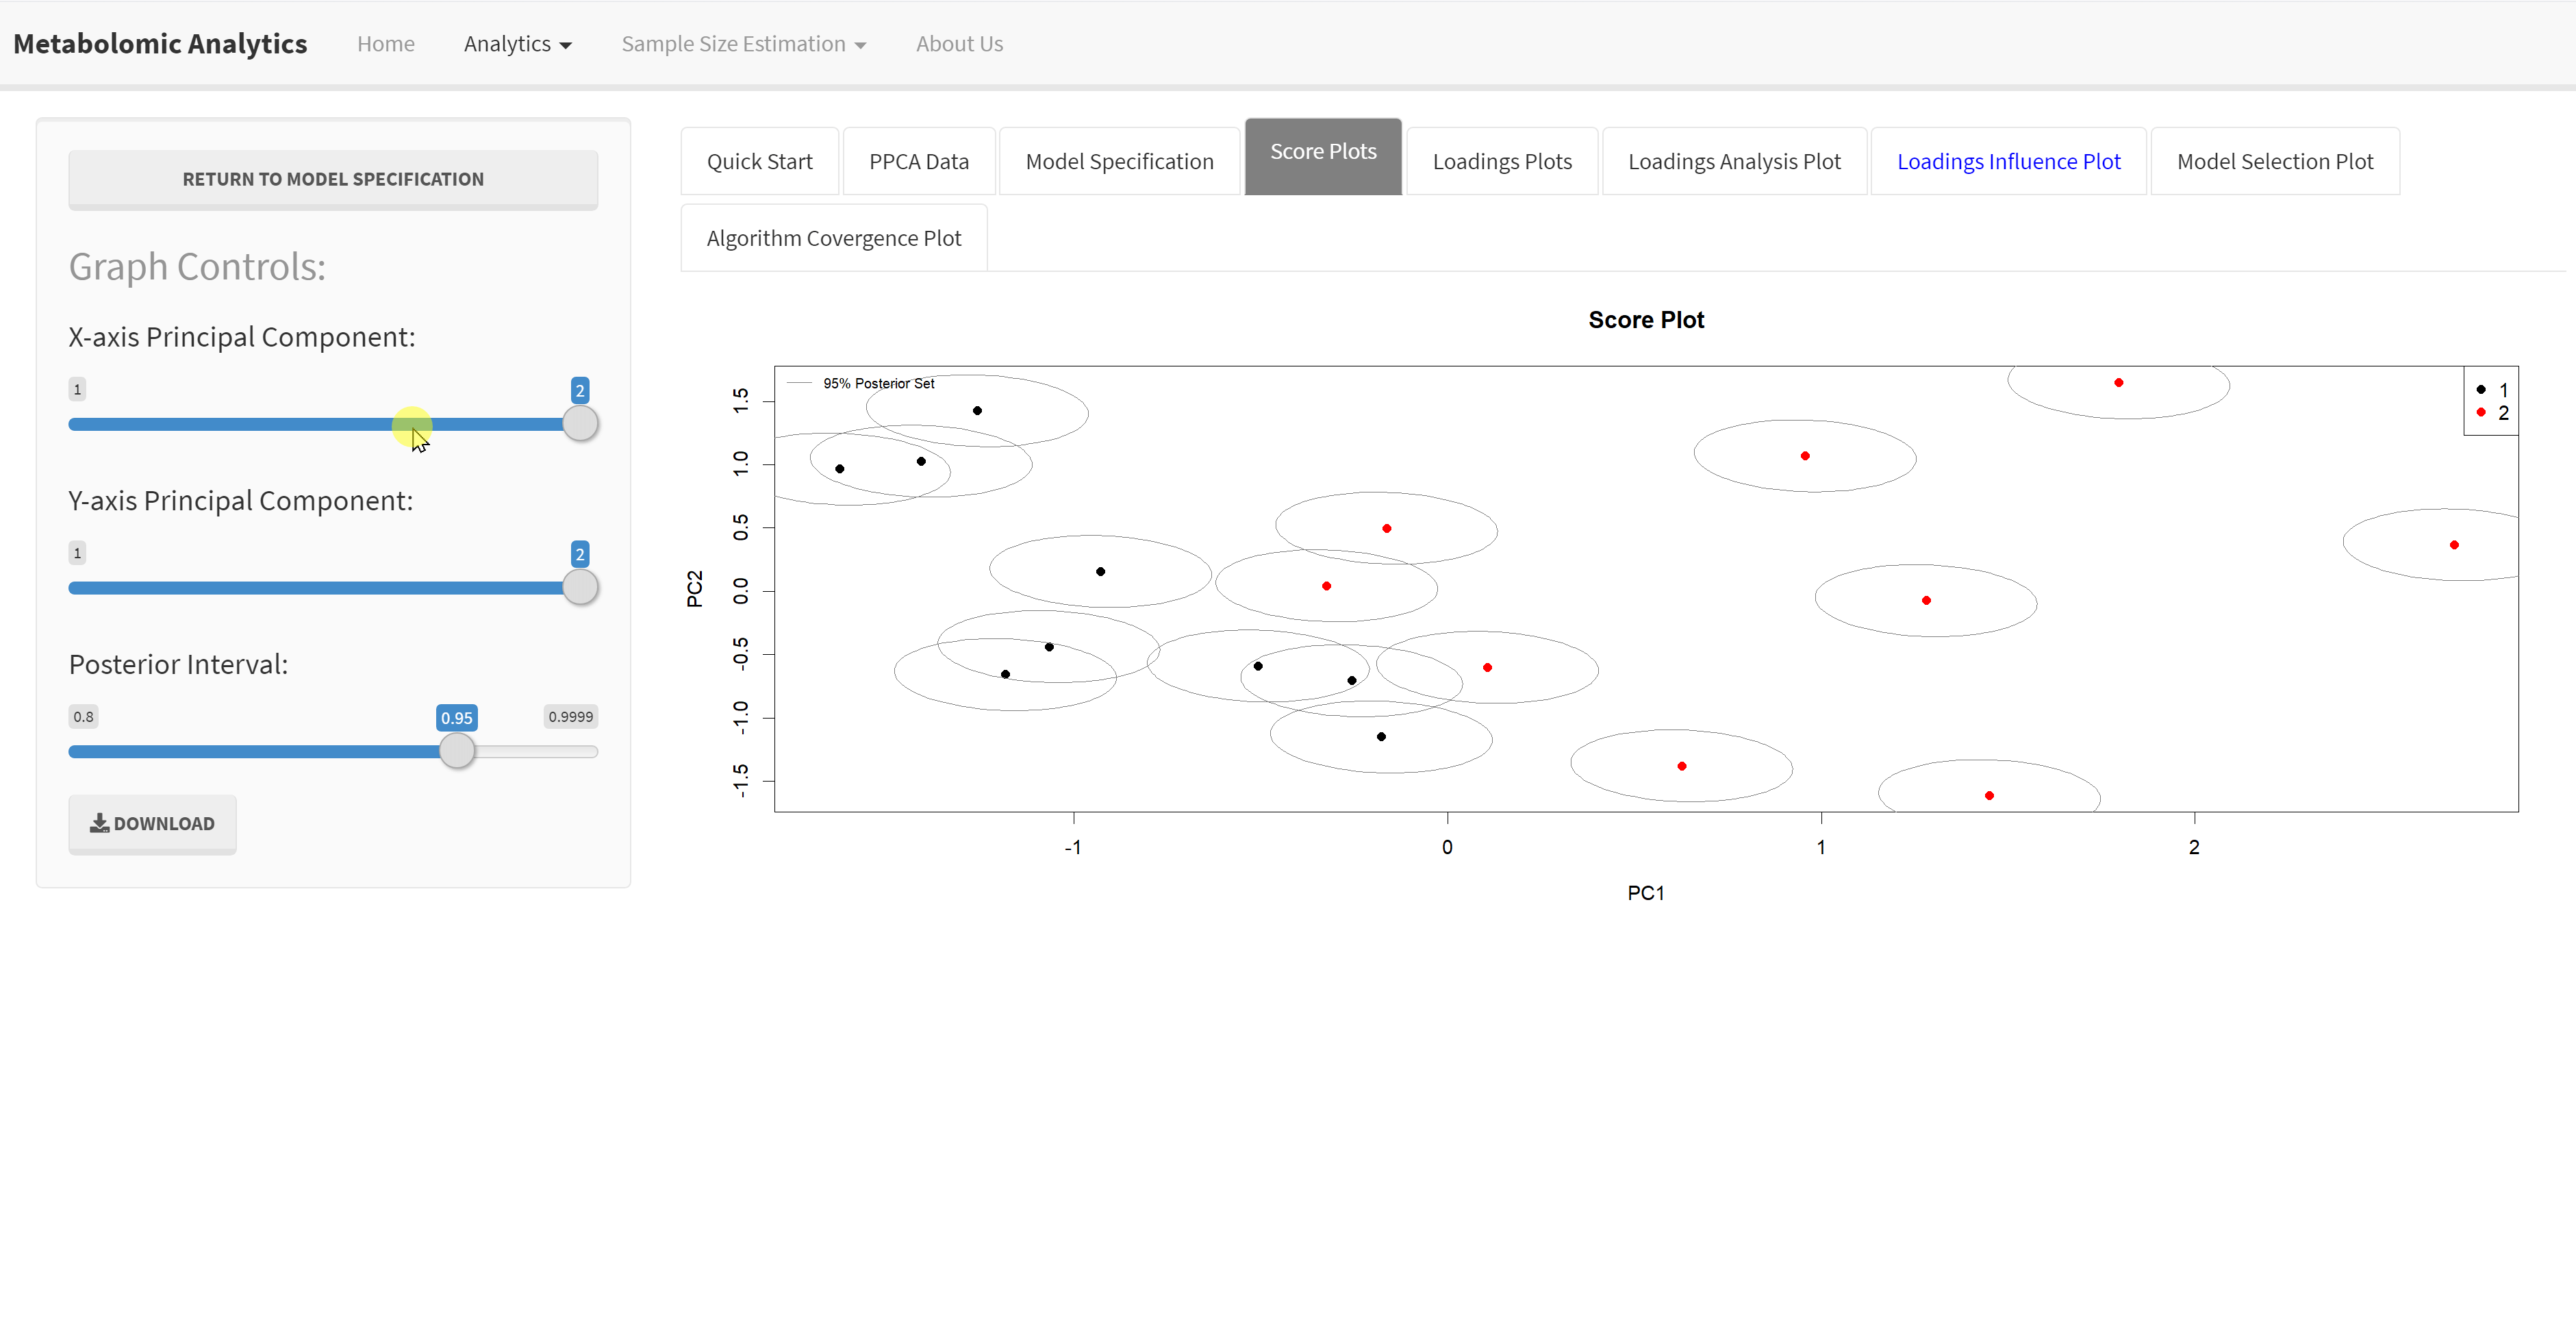 Metabolomic Analytics Home Analytics Sample Size Estimation About Us
RETURN TO MODEL SPECIFICATION
Graph Controls:
X-axis Principal Component:
1 2
Y-axis Principal Component:
1 2
Posterior Interval:
0.8 0.95 0.9999
DOWNLOAD
Quick Start PPCA Data Model Specification Score Plots Loadings Plots Loadings Analysis Plot Loadings Influence Plot Model Selection Plot
Algorithm Covergence Plot
Score Plot
95% Posterior Set
1
2
PC2
1.5
1.0
0.5
0.0
-0.5
-1.0
-1.5
-1 0 1 2
PC1